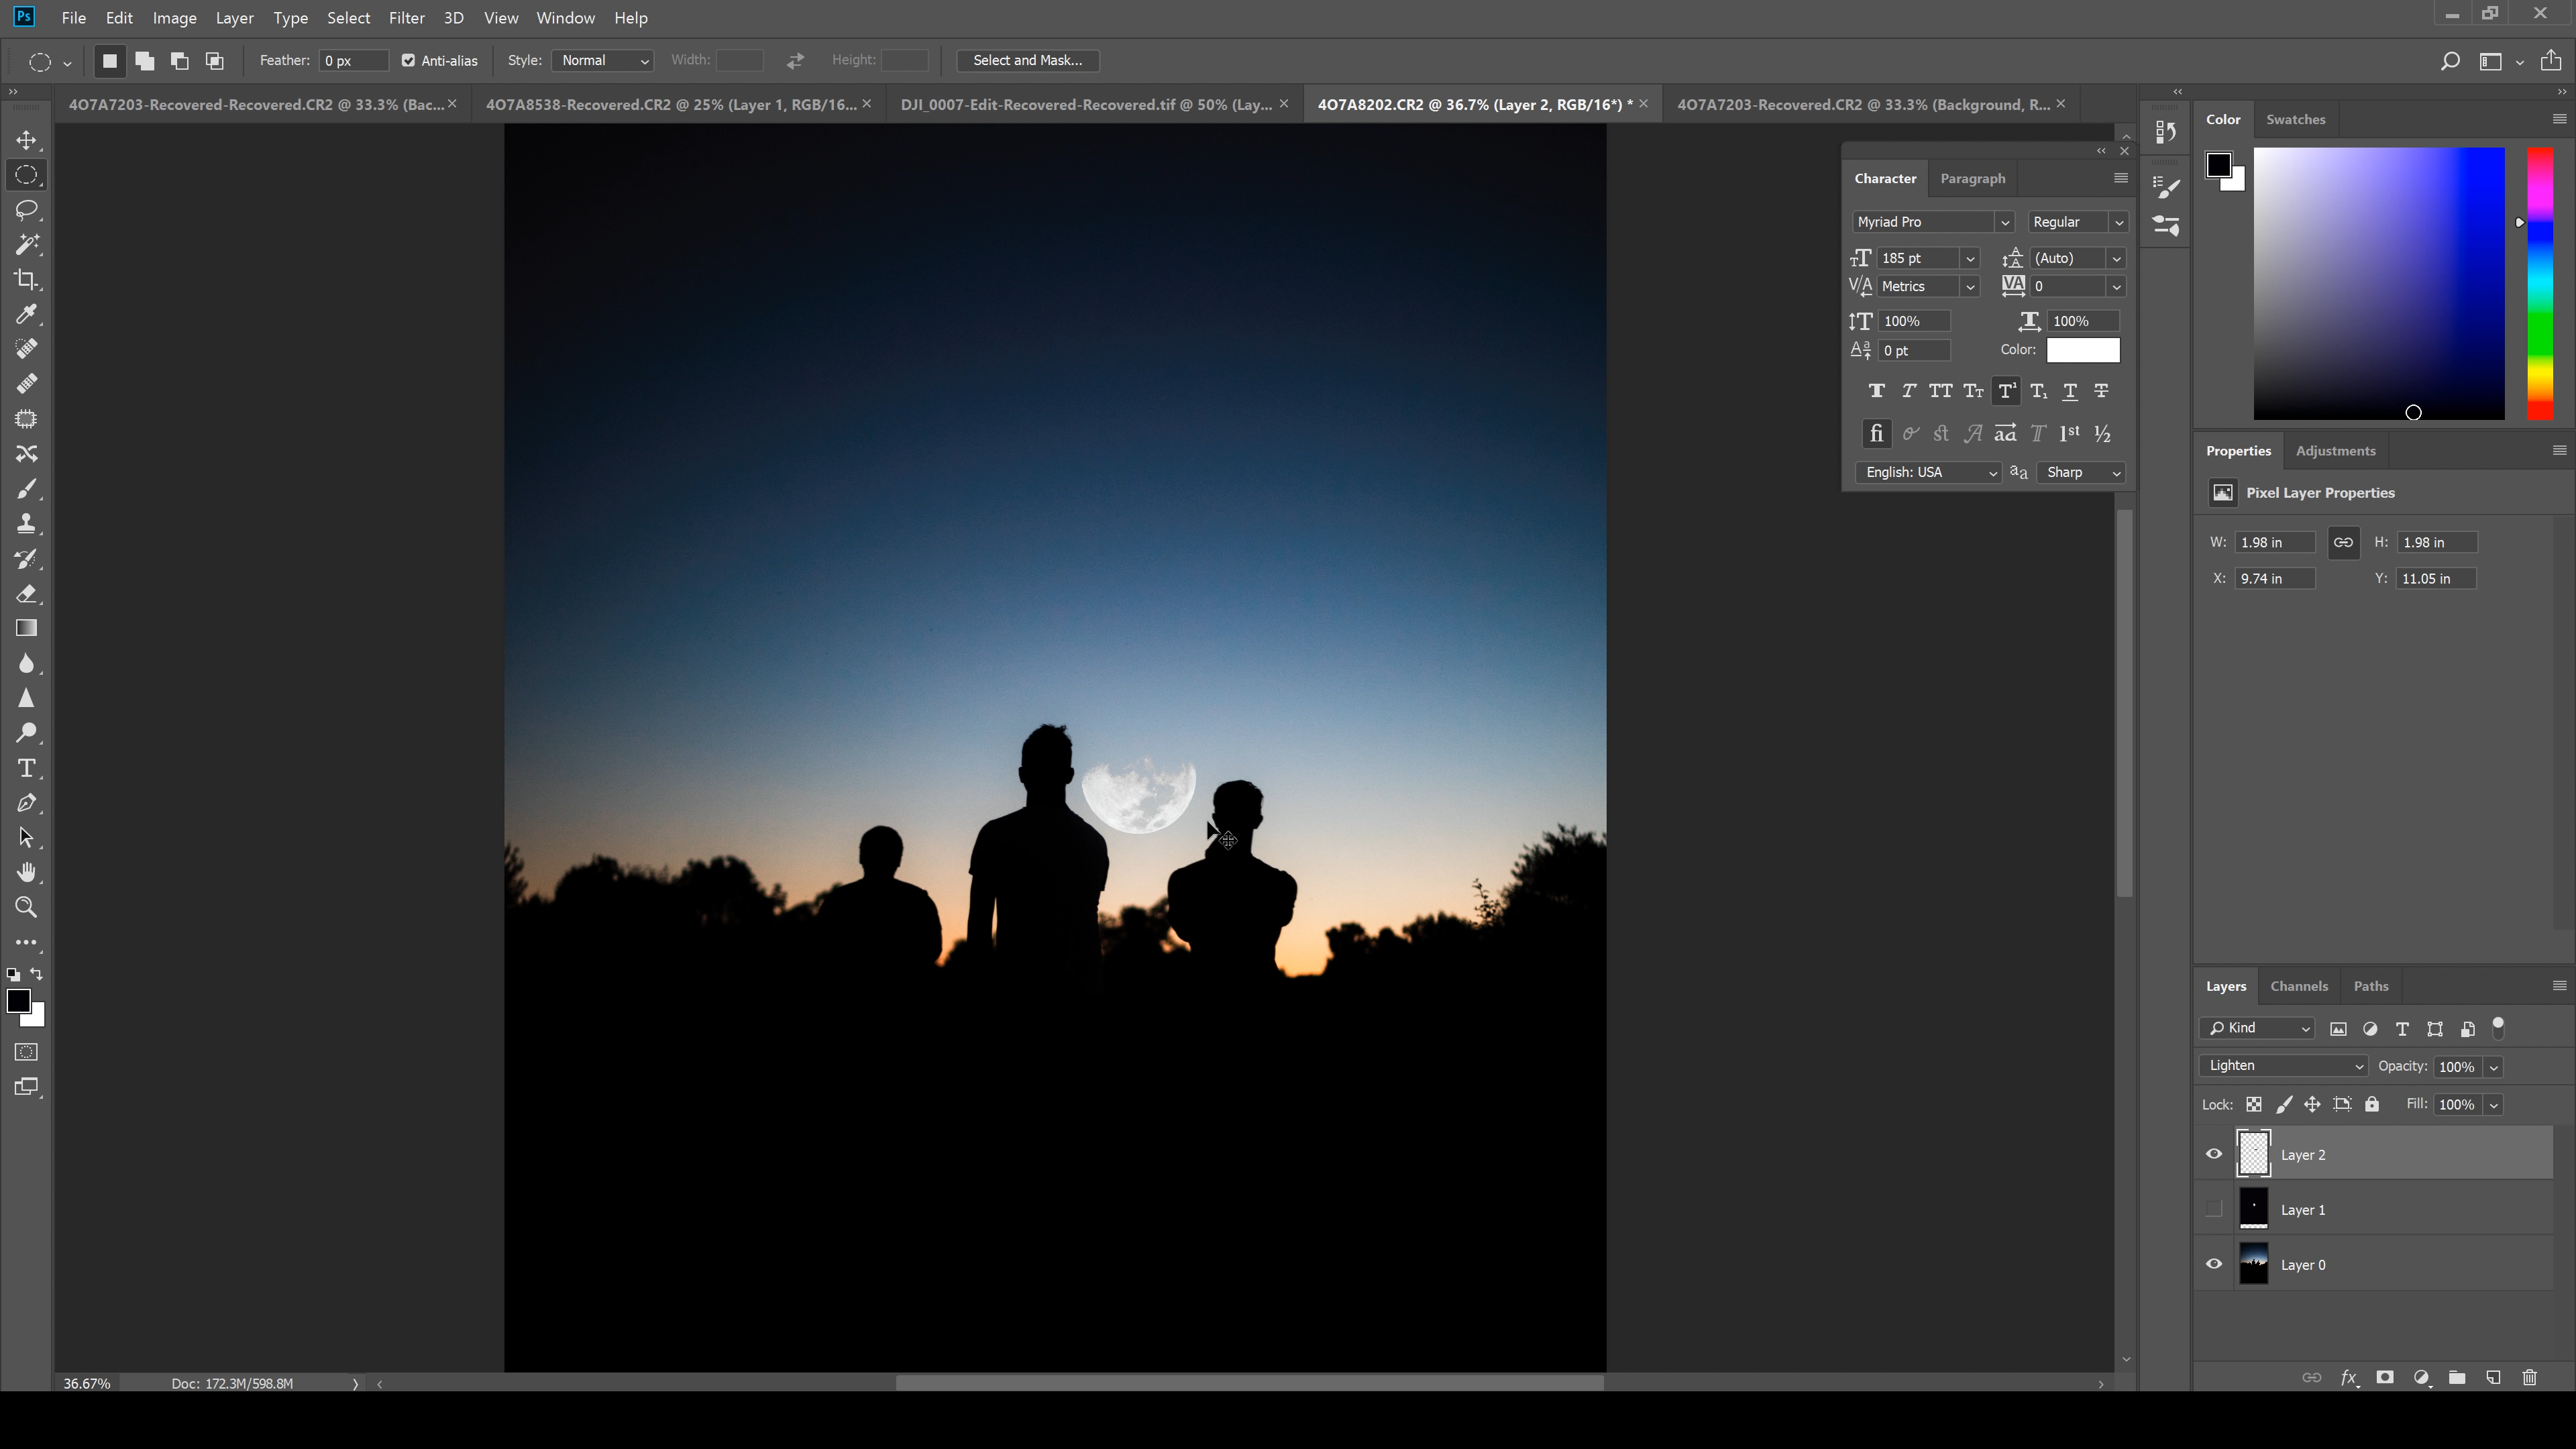 Ps File Edit Image Layer Type Select Filter 3D View Window Help
Feather: 0 px Anti-alias Style: Normal Width: Height: Select and Mask...
4O7A7203-Recovered-Recovered.CR2 @ 33.3% (Bac... 4O7A8538-Recovered.CR2 @ 25% (Layer 1, RGB/16... DJI_0007-Edit-Recovered-Recovered.tif @ 50% (Lay... 4O7A8202.CR2 @ 36.7% (Layer 2, RGB/16*) * 4O7A7203-Recovered.CR2 @ 33.3% (Background, R...
Character Paragraph
Myriad Pro Regular
185 pt (Auto)
Metrics 0
100% 100%
0 pt Color:
English: USA Sharp
Color Swatches
Properties Adjustments
Pixel Layer Properties
W: 1.98 in H: 1.98 in
X: 9.74 in Y: 11.05 in
Layers Channels Paths
Kind
Lighten Opacity: 100%
Lock: Fill: 100%
Layer 2
Layer 1
Layer 0
fx
36.67% Doc: 172.3M/598.8M